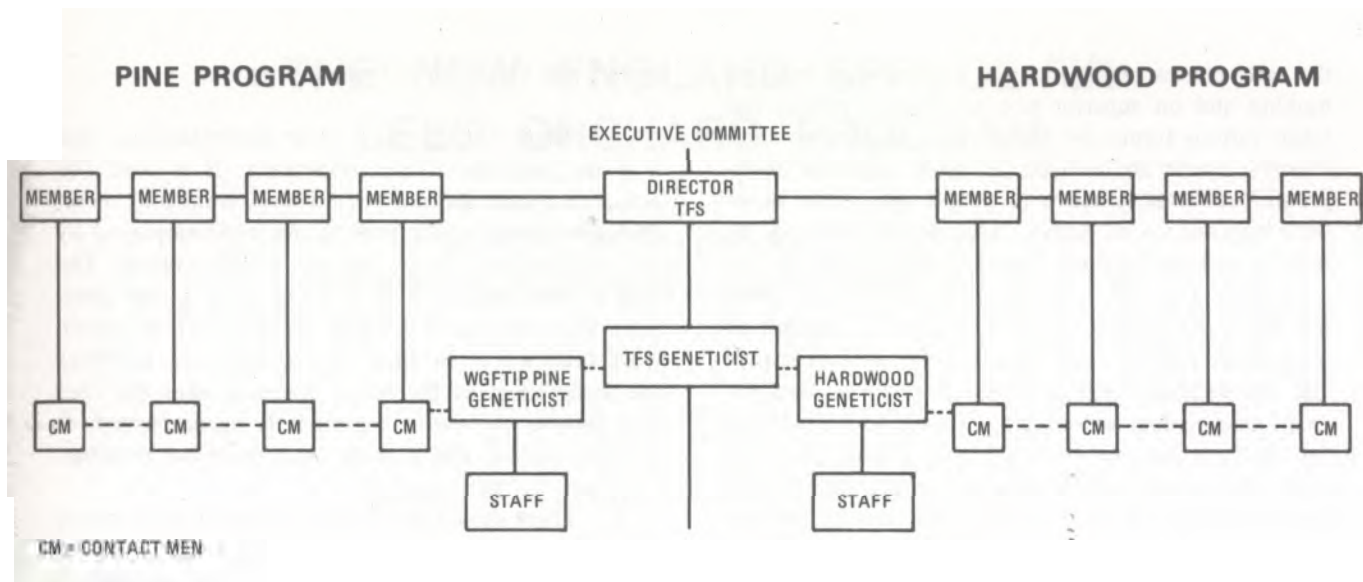 PINE PROGRAM
HARDWOOD PROGRAM
EXECUTIVE COMMITTEE
MEMBER MEMBER MEMBER MEMBER
DIRECTOR
TFS
MEMBER MEMBER MEMBER MEMBER
TFS GENETICIST
WGFTIP PINE
GENETICIST
HARDWOOD
GENETICIST
CM CM CM CM
CM CM CM CM
STAFF
STAFF
CM = CONTACT MEN